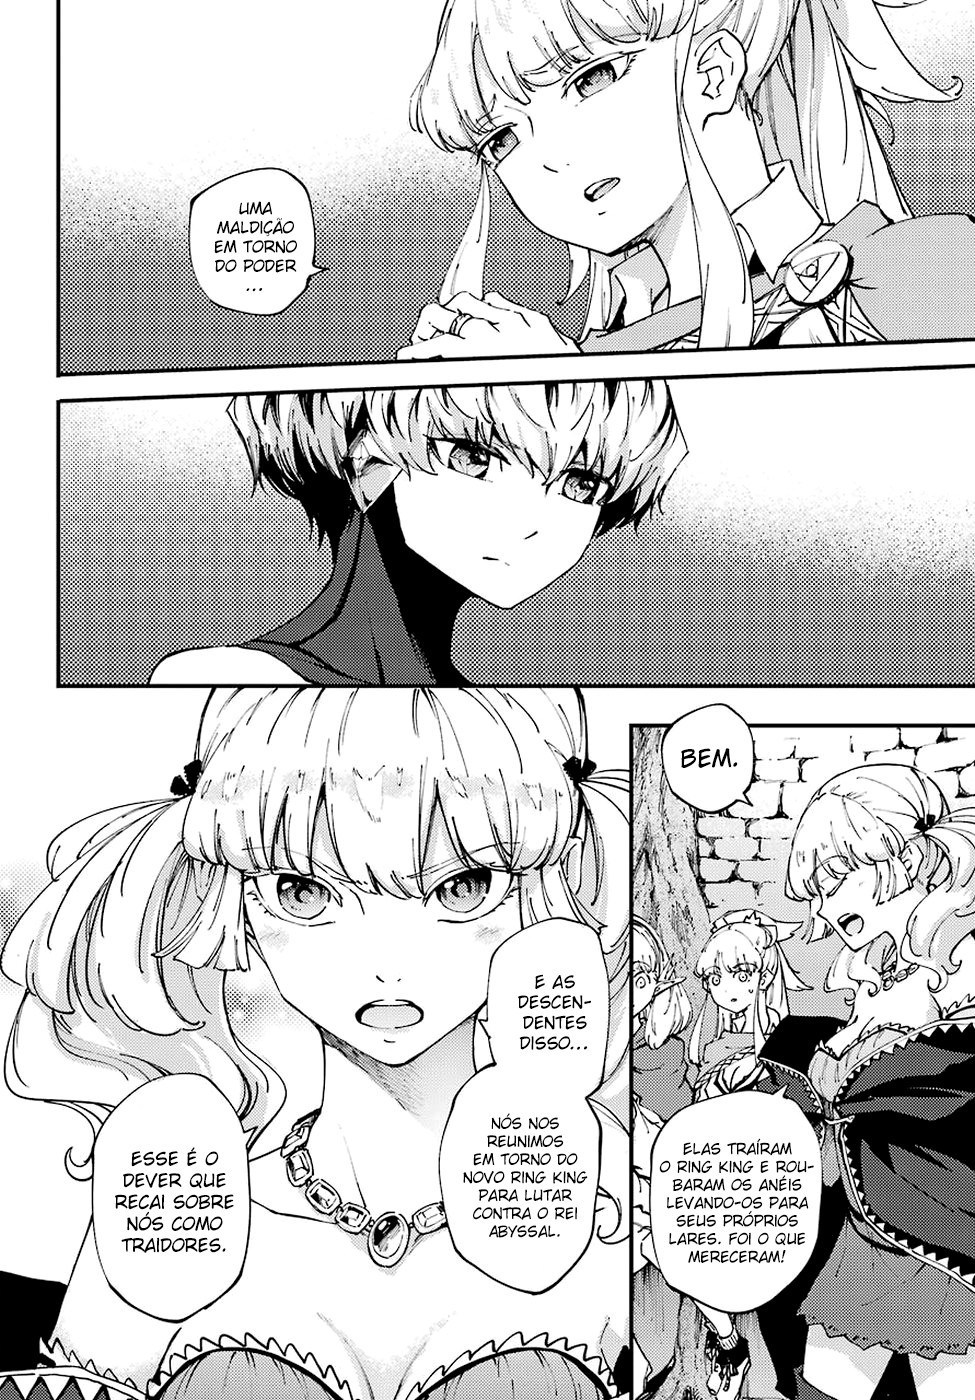 UMA
MALDIÇÃO
EM TORNO
DO PODER
...
BEM.
ELAS TRAÍRAM
O RING KING E ROU-
BARAM OS ANÉIS
LEVANDO-OS PARA
SEUS PRÓPRIOS
LARES. FOI O QUE
MERECERAM!
E AS
DESCEN-
DENTES
DISSO...
NÓS NOS
REUNIMOS
EM TORNO DO
NOVO RING KING
PARA LUTAR
CONTRA O REI
ABYSSAL.
ESSE É O
DEVER QUE
RECAI SOBRE
NÓS COMO
TRAIDORES.